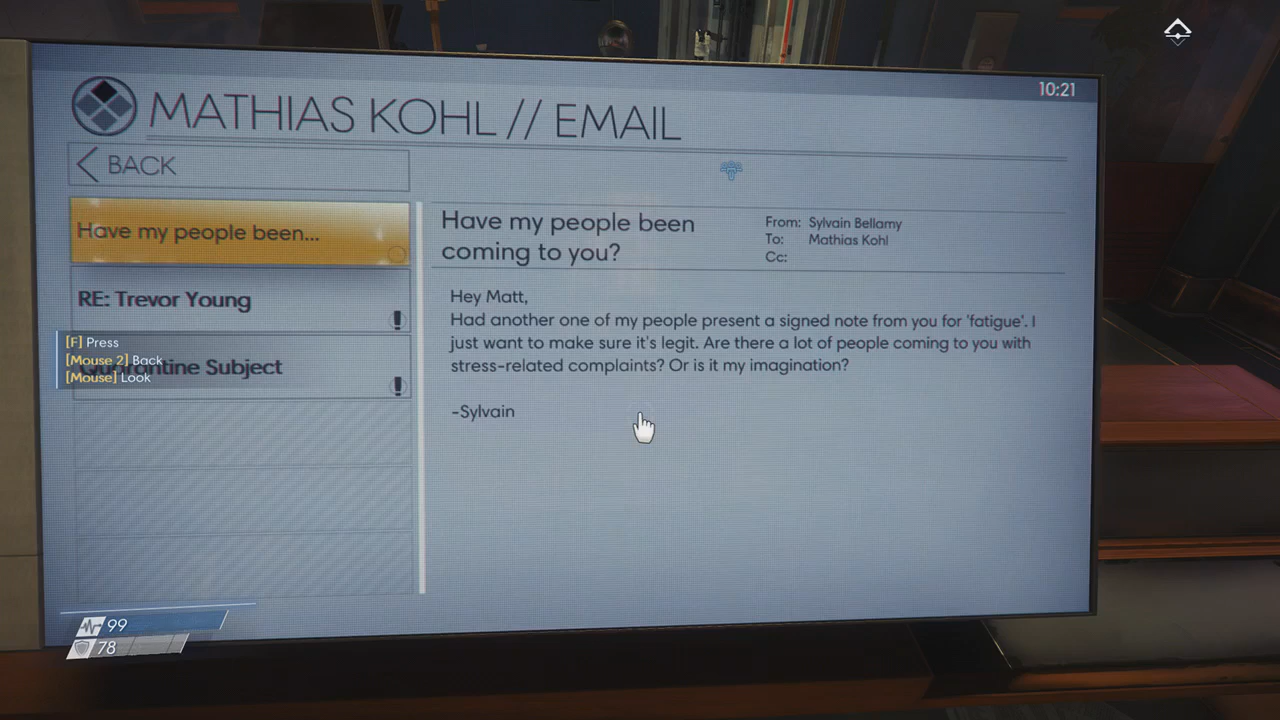 10:21
MATHIAS KOHL // EMAIL
BACK
Have my people been...
RE: Trevor Young
!
Quarantine Subject
!
[F] Press
[Mouse 2] Back
[Mouse] Look
Have my people been
coming to you?
From: Sylvain Bellamy
To: Mathias Kohl
Cc:
Hey Matt,
Had another one of my people present a signed note from you for 'fatigue'. I
just want to make sure it's legit. Are there a lot of people coming to you with
stress-related complaints? Or is it my imagination?
-Sylvain
99
78